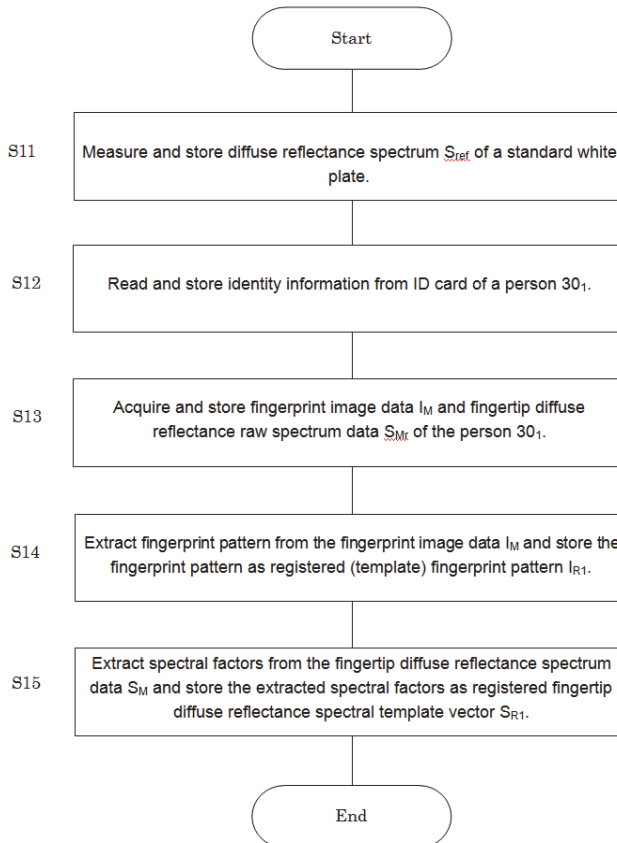 Start
S11
Measure and store diffuse reflectance spectrum Sref of a standard white
plate.
S12
Read and store identity information from ID card of a person 30₁.
S13
Acquire and store fingerprint image data IM and fingertip diffuse
reflectance raw spectrum data SMr of the person 30₁.
S14
Extract fingerprint pattern from the fingerprint image data IM and store the
fingerprint pattern as registered (template) fingerprint pattern IR1.
S15
Extract spectral factors from the fingertip diffuse reflectance spectrum
data SM and store the extracted spectral factors as registered fingertip
diffuse reflectance spectral template vector SR1.
End